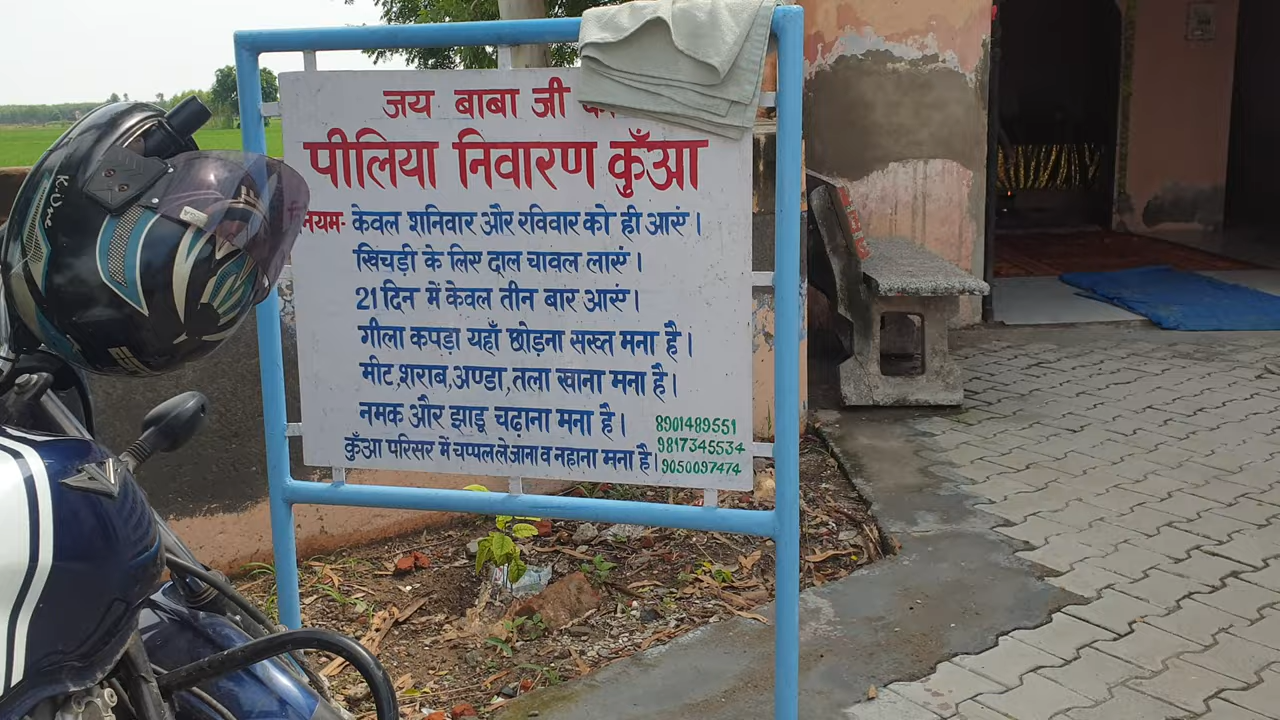 जय बाबा जी
पीलिया निवारण कुँआ
नियम- केवल शनिवार और रविवार को ही आएं।
खिचड़ी के लिए दाल चावल लाएं।
21 दिन में केवल तीन बार आएं।
गीला कपड़ा यहाँ छोड़ना सख्त मना है।
मीट,शराब,अण्डा,तला खाना मना है।
नमक और झाडू चढ़ाना मना है।
कुँआ परिसर में चप्पल ले जाना व नहाना मना है।
8901489551
9817345534
9050097474